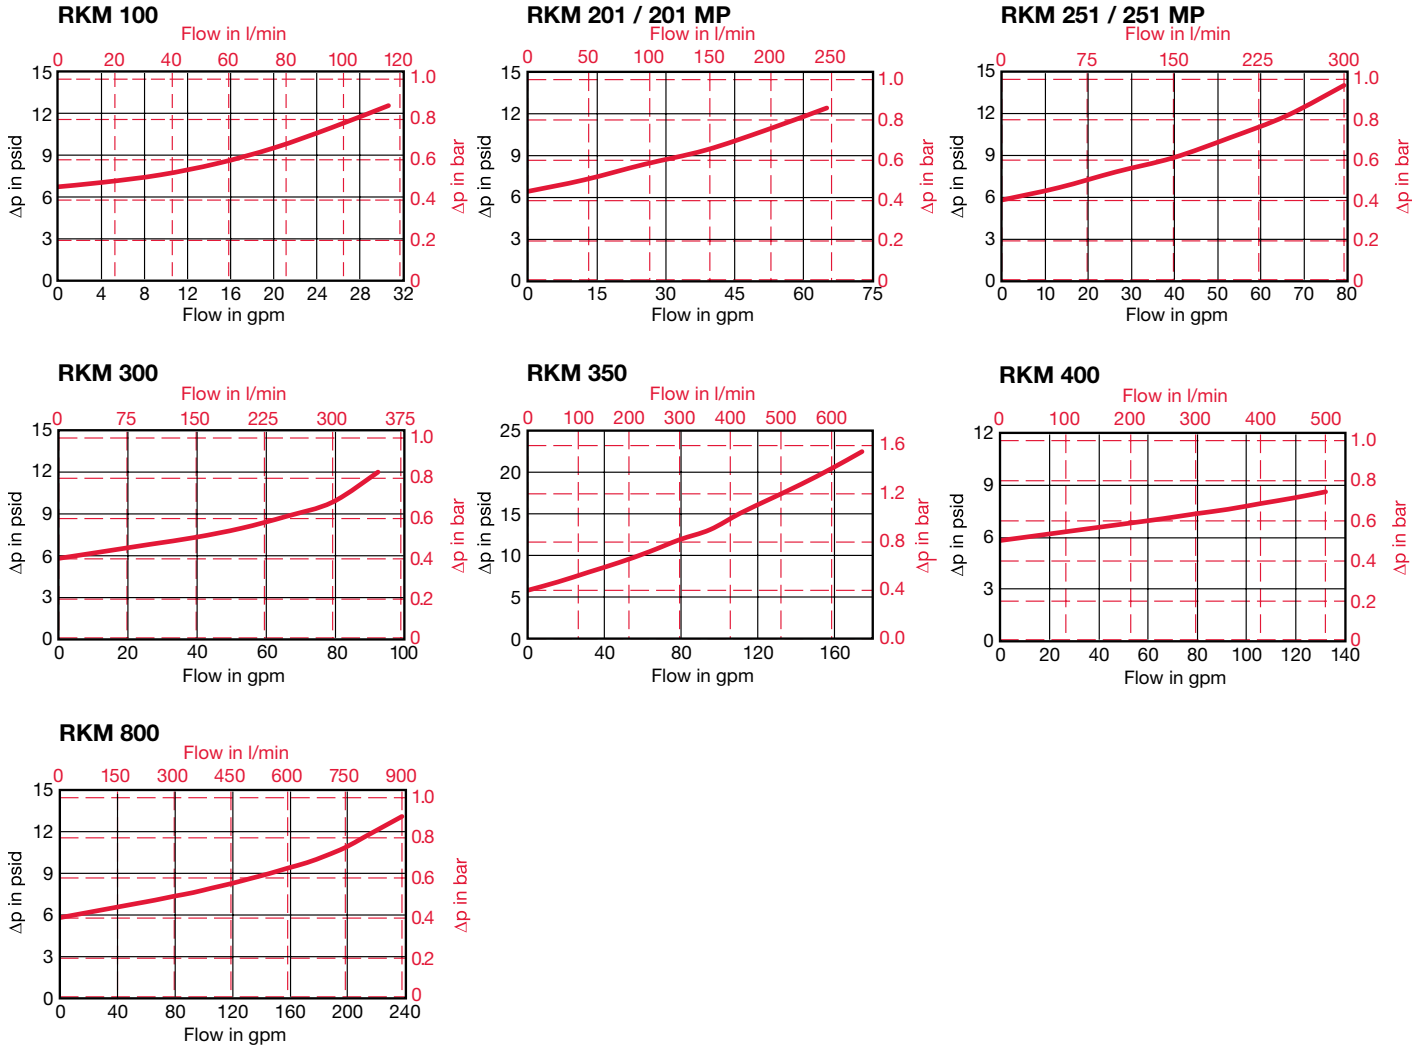 RKM 100
Flow in l/min
0 20 40 60 80 100 120
15 12 9 6 3 0
Δp in psid
1.0 0.8 0.6 0.4 0.2 0
Δp in bar
0 4 8 12 16 20 24 28 32
Flow in gpm
RKM 201 / 201 MP
Flow in l/min
0 50 100 150 200 250
15 12 9 6 3 0
Δp in psid
1.0 0.8 0.6 0.4 0.2 0
Δp in bar
0 15 30 45 60 75
Flow in gpm
RKM 251 / 251 MP
Flow in l/min
0 75 150 225 300
15 12 9 6 3 0
Δp in psid
1.0 0.8 0.6 0.4 0.2 0
Δp in bar
0 10 20 30 40 50 60 70 80
Flow in gpm
RKM 300
Flow in l/min
0 75 150 225 300 375
15 12 9 6 3 0
Δp in psid
1.0 0.8 0.6 0.4 0.2 0
Δp in bar
0 20 40 60 80 100
Flow in gpm
RKM 350
Flow in l/min
0 100 200 300 400 500 600
25 20 15 10 5 0
Δp in psid
1.6 1.2 0.8 0.4 0.0
Δp in bar
0 40 80 120 160
Flow in gpm
RKM 400
Flow in l/min
0 100 200 300 400 500
12 9 6 3 0
Δp in psid
1.0 0.8 0.6 0.4 0.2 0
Δp in bar
0 20 40 60 80 100 120 140
Flow in gpm
RKM 800
Flow in l/min
0 150 300 450 600 750 900
15 12 9 6 3 0
Δp in psid
1.0 0.8 0.6 0.4 0.2 0
Δp in bar
0 40 80 120 160 200 240
Flow in gpm